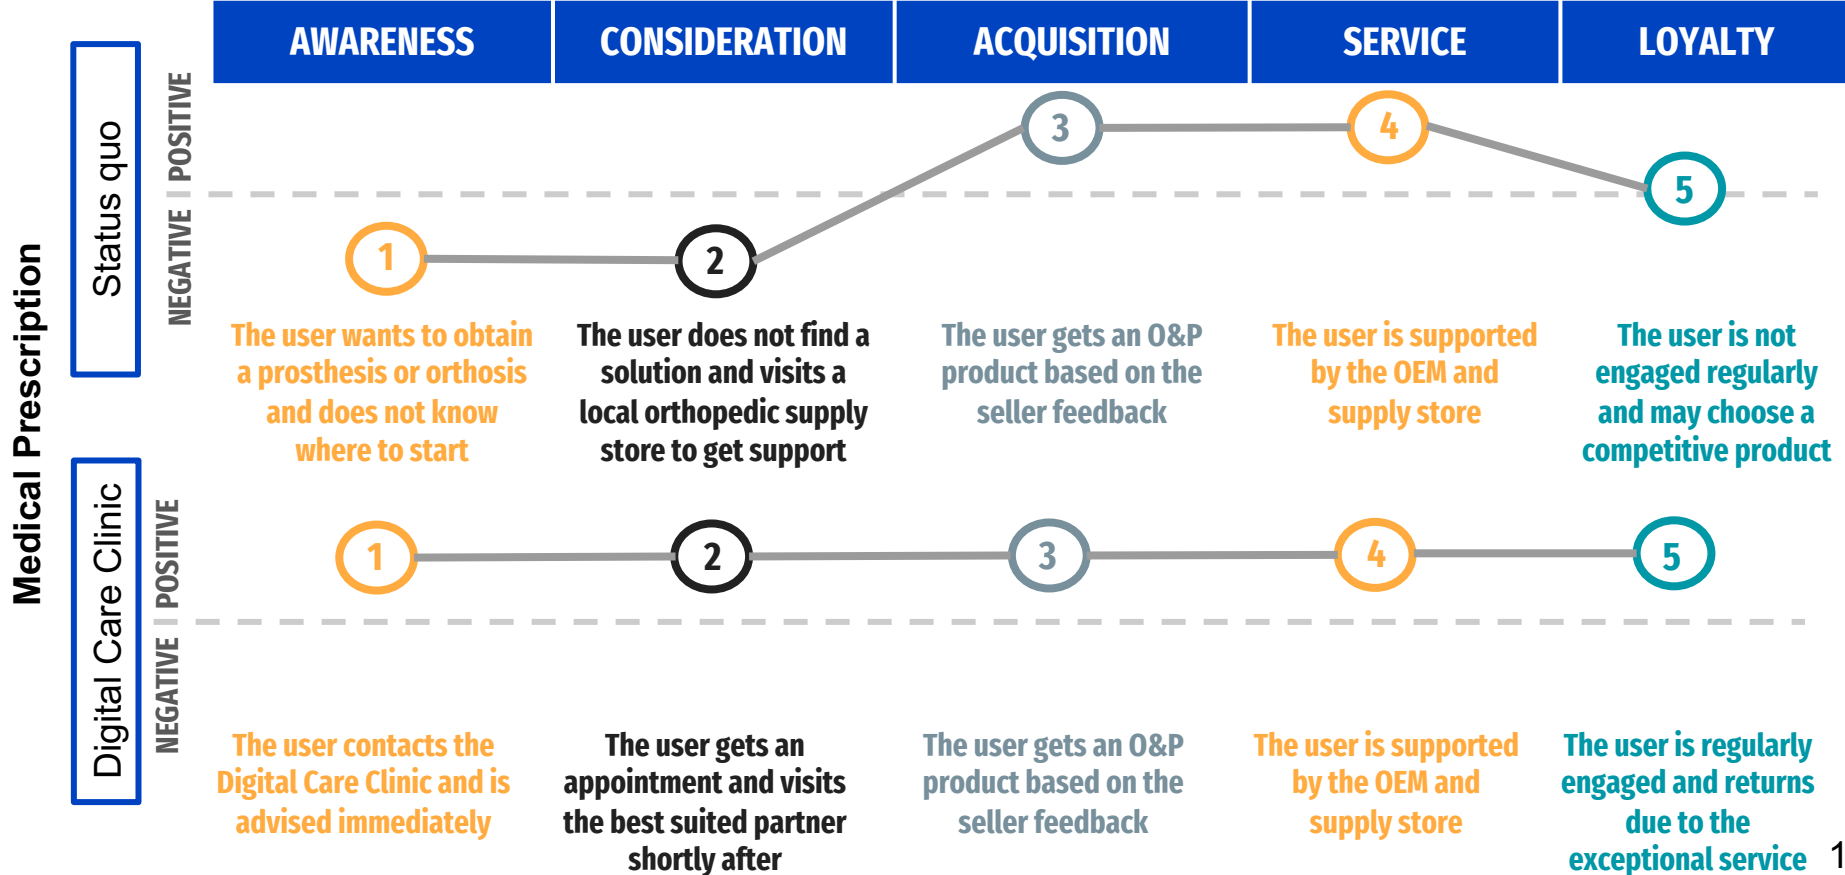 AWARENESS
CONSIDERATION
ACQUISITION
SERVICE
LOYALTY
Medical Prescription
Status quo
POSITIVE
NEGATIVE
1
2
3
4
5
The user wants to obtain
a prosthesis or orthosis
and does not know
where to start
The user does not find a
solution and visits a
local orthopedic supply
store to get support
The user gets an O&P
product based on the
seller feedback
The user is supported
by the OEM and
supply store
The user is not
engaged regularly
and may choose a
competitive product
Digital Care Clinic
POSITIVE
NEGATIVE
1
2
3
4
5
The user contacts the
Digital Care Clinic and is
advised immediately
The user gets an
appointment and visits
the best suited partner
shortly after
The user gets an O&P
product based on the
seller feedback
The user is supported
by the OEM and
supply store
The user is regularly
engaged and returns
due to the
exceptional service
1